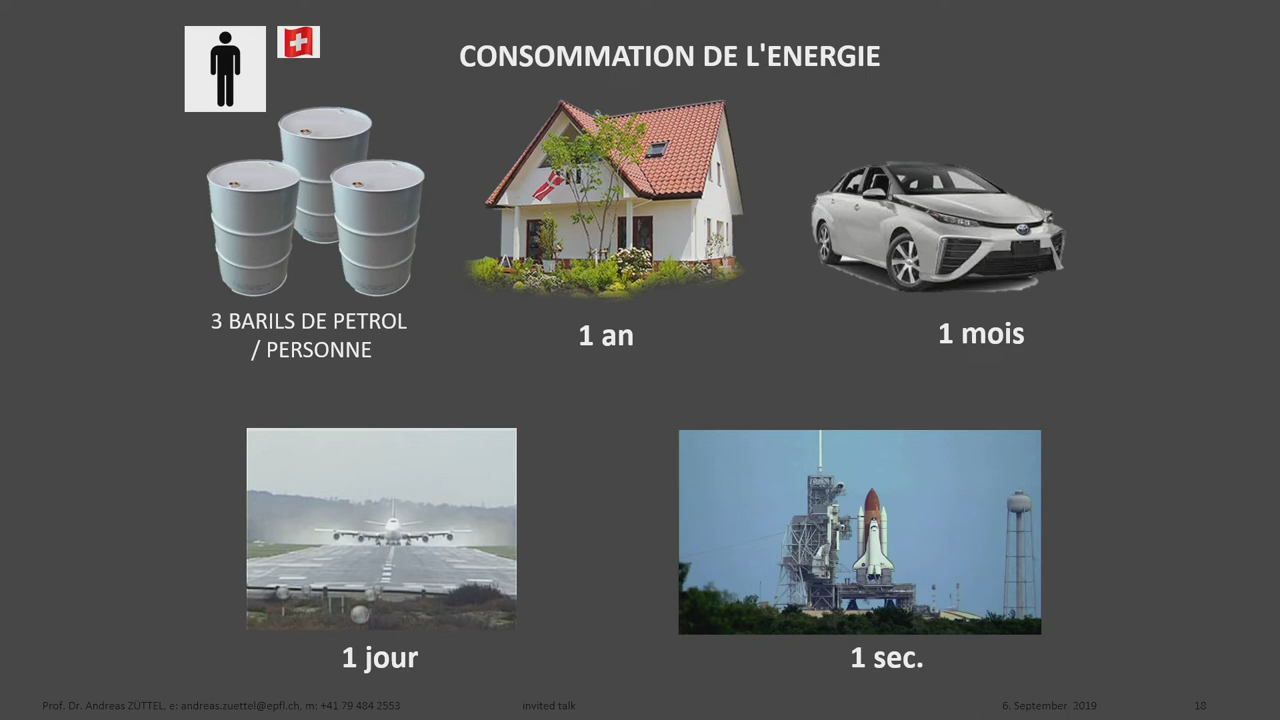 CONSOMMATION DE L'ENERGIE
3 BARILS DE PETROL
/ PERSONNE
1 an
1 mois
1 jour
1 sec.
Prof. Dr. Andreas ZÜTTEL, e: andreas.zuettel@epfl.ch, m: +41 79 484 2553
invited talk
6. September 2019
18